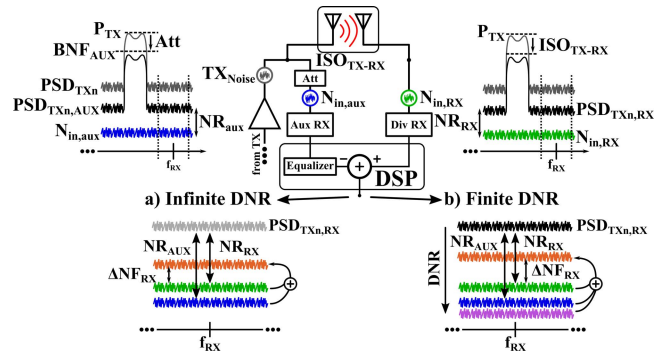 P_TX
BNF_AUX
Att
PSD_TXn
PSD_TXn,AUX
N_in,aux
NR_aux
f_RX
ISO_TX-RX
TX_Noise
Att
N_in,aux
N_in,RX
Aux RX
Div RX
from TX
Equalizer
−
+
+
DSP
P_TX
ISO_TX-RX
PSD_TXn,RX
NR_RX
N_in,RX
f_RX
a) Infinite DNR
b) Finite DNR
PSD_TXn,RX
NR_AUX
NR_RX
ΔNF_RX
+
f_RX
PSD_TXn,RX
DNR
NR_AUX
NR_RX
ΔNF_RX
+
f_RX